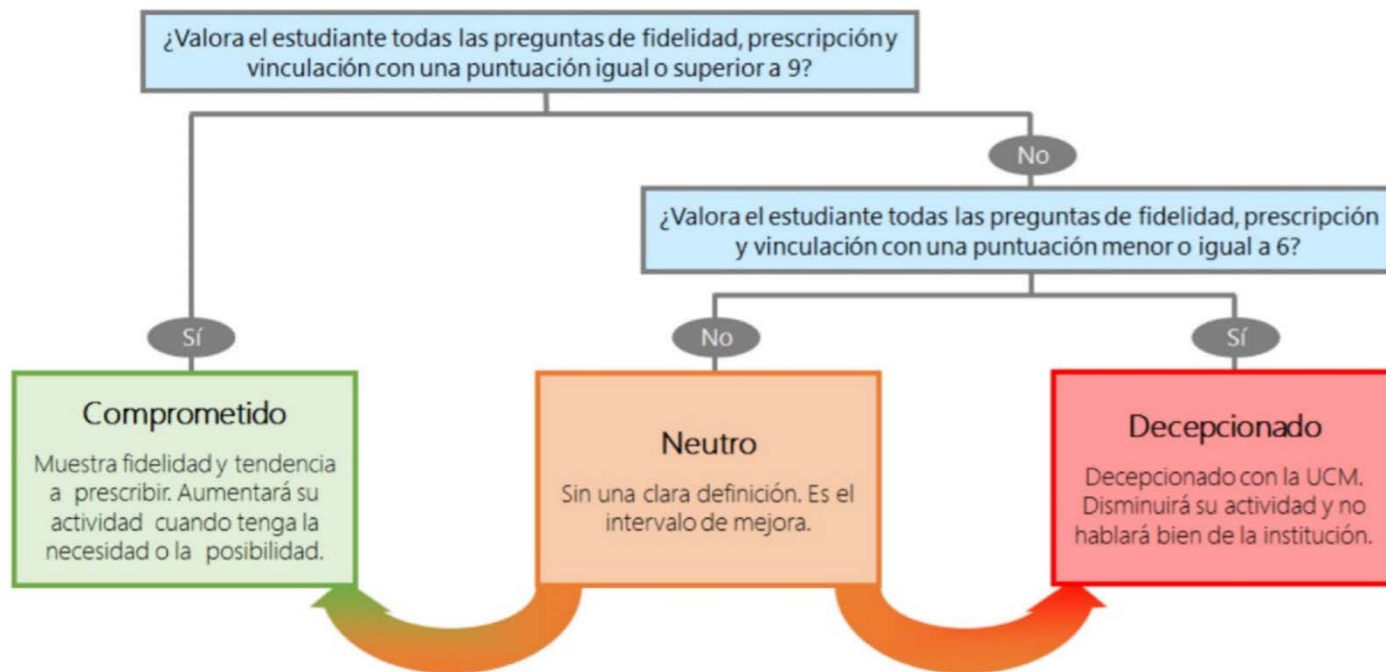 ¿Valora el estudiante todas las preguntas de fidelidad, prescripción y
vinculación con una puntuación igual o superior a 9?
No
¿Valora el estudiante todas las preguntas de fidelidad, prescripción
y vinculación con una puntuación menor o igual a 6?
Sí
No
Sí
Comprometido
Muestra fidelidad y tendencia
a prescribir. Aumentará su
actividad cuando tenga la
necesidad o la posibilidad.
Neutro
Sin una clara definición. Es el
intervalo de mejora.
Decepcionado
Decepcionado con la UCM.
Disminuirá su actividad y no
hablará bien de la institución.